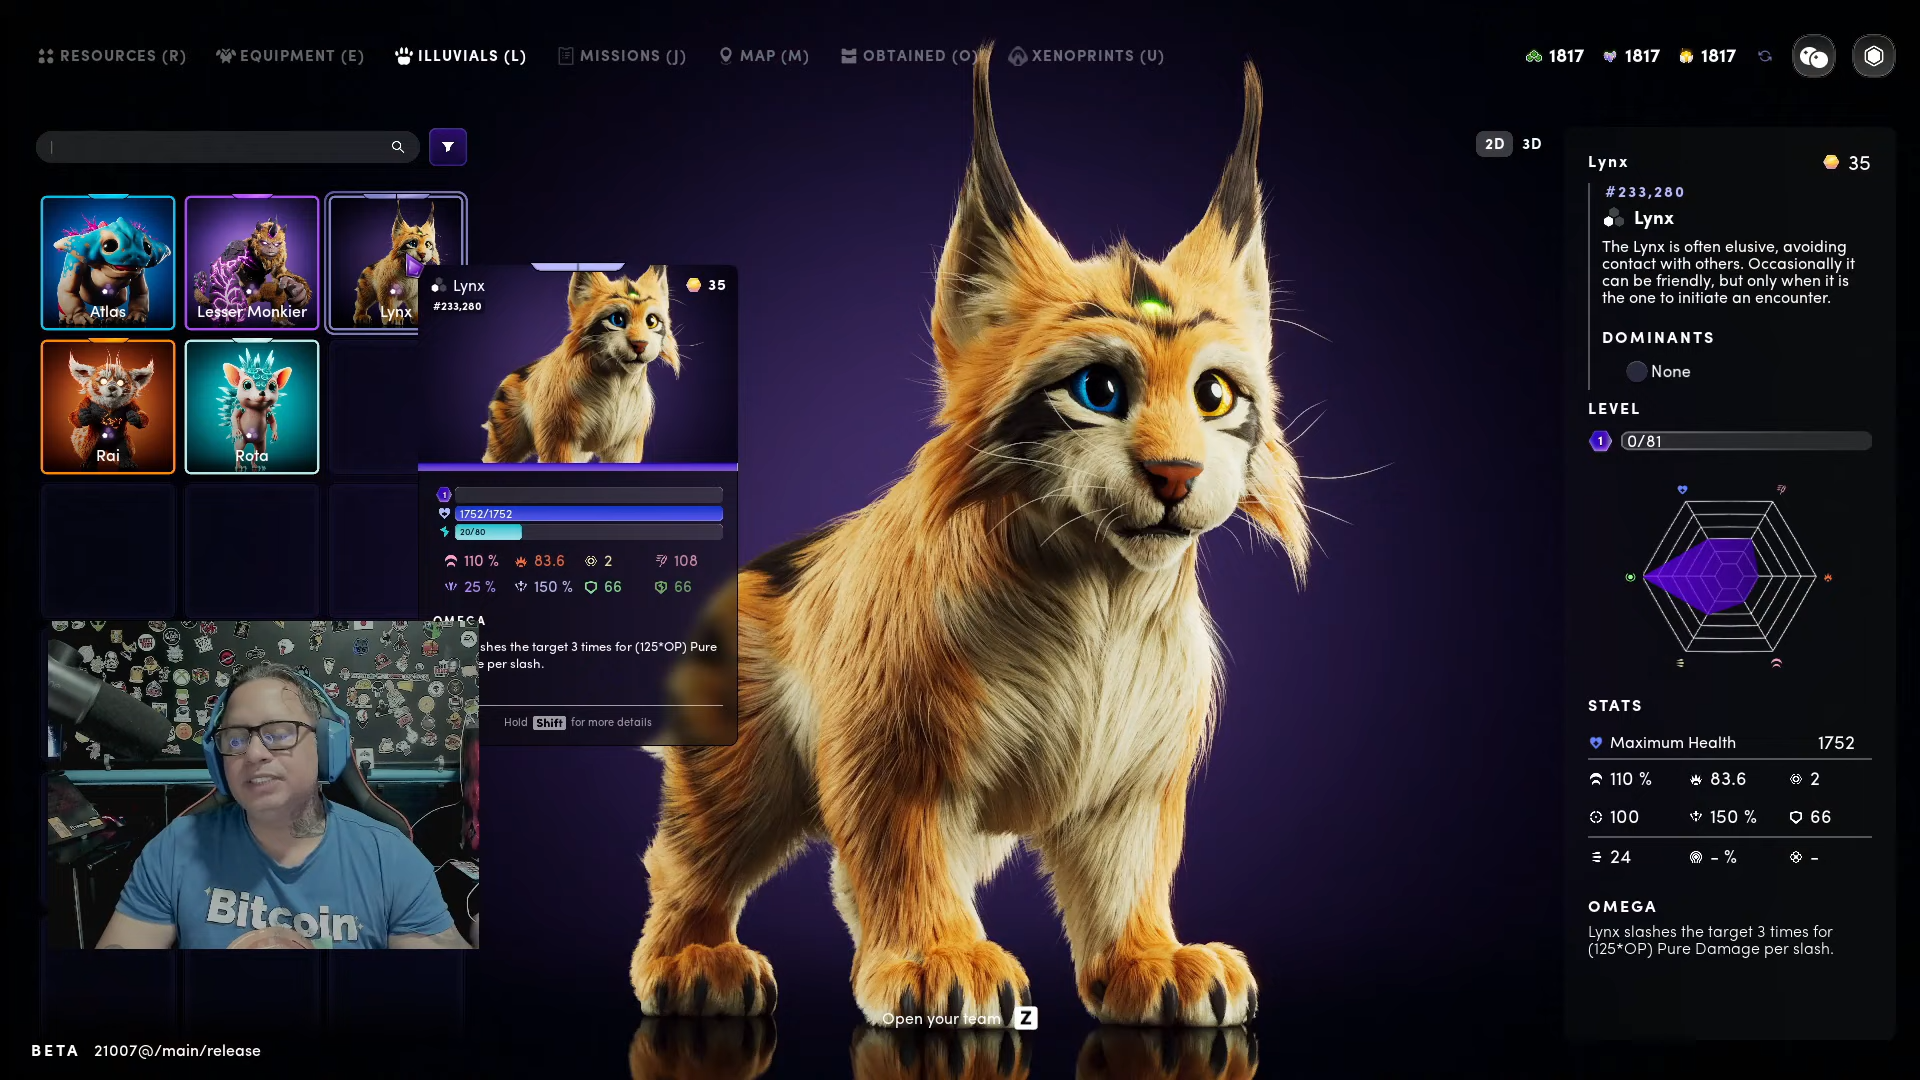 RESOURCES (R) EQUIPMENT (E) ILLUVIALS (L) MISSIONS (J) MAP (M) OBTAINED (O) XENOPRINTS (U)
1817 1817 1817
2D 3D
Atlas Lesser Monkier Lynx
Rai Rota
Lynx 35
#233,280
1
1752/1752
20/80
110 % 83.6 2 108
25 % 150 % 66 66
OMEGA
shes the target 3 times for (125*OP) Pure
e per slash.
Hold Shift for more details
Bitcoin
Open your team Z
BETA 21007@/main/release
Lynx 35
#233,280
Lynx
The Lynx is often elusive, avoiding
contact with others. Occasionally it
can be friendly, but only when it is
the one to initiate an encounter.
DOMINANTS
None
LEVEL
1 0/81
STATS
Maximum Health 1752
110 % 83.6 2
100 150 % 66
24 - % -
OMEGA
Lynx slashes the target 3 times for
(125*OP) Pure Damage per slash.